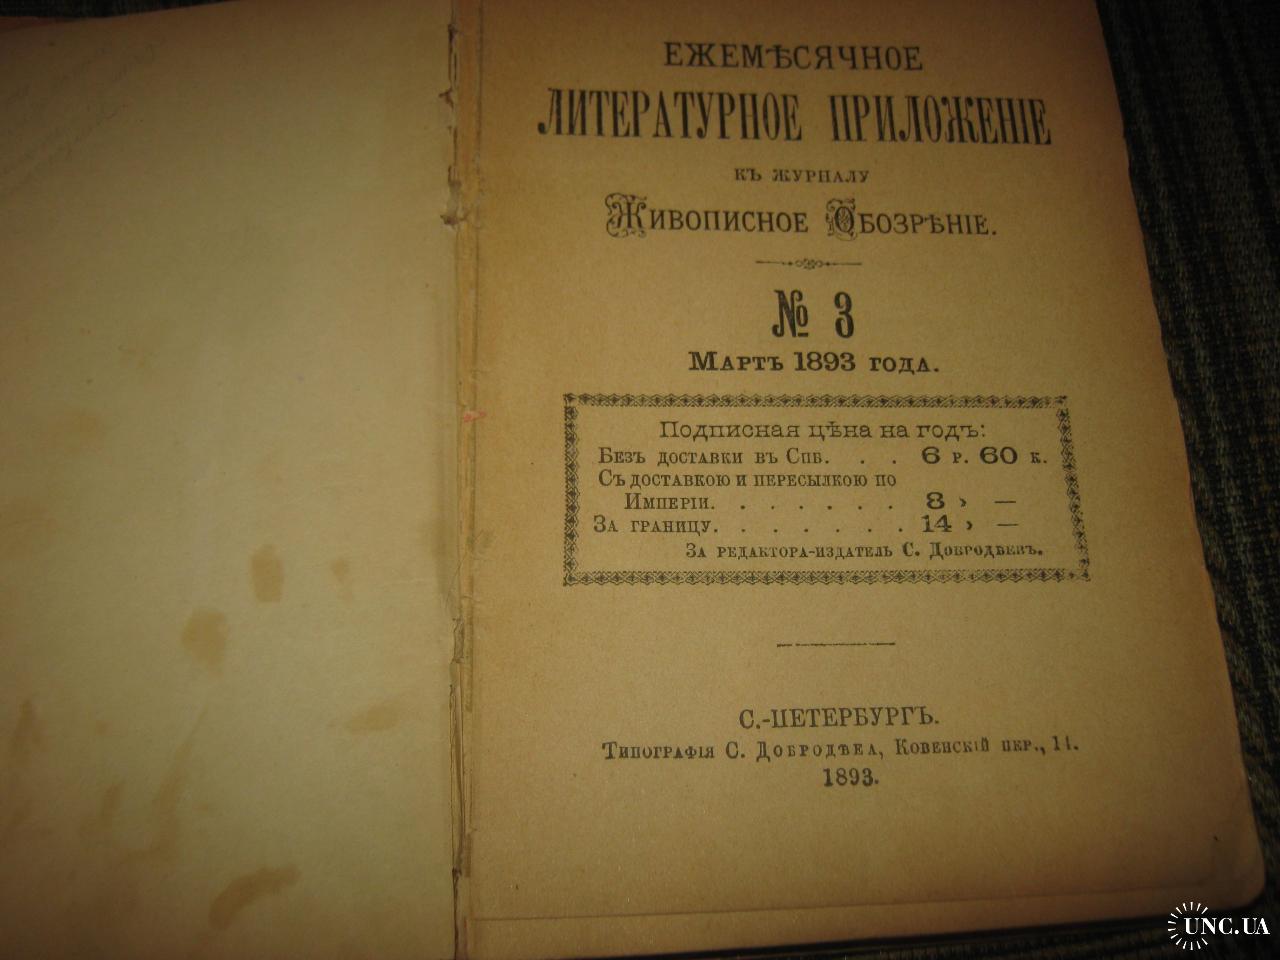 ЕЖЕМѢСЯЧНОЕ
ЛИТЕРАТУРНОЕ ПРИЛОЖЕНІЕ
КЪ ЖУРНАЛУ
ЖИВОПИСНОЕ ОБОЗРѢНІЕ.
№ 3
МАРТЪ 1893 ГОДА.
Подписная цѣна на годъ:
БЕЗЪ ДОСТАВКИ ВЪ СПБ. . . . 6 Р. 60 К.
СЪ ДОСТАВКОЮ И ПЕРЕСЫЛКОЮ ПО
ИМПЕРІИ. . . . . . . 8 › —
ЗА ГРАНИЦУ. . . . . . . . 14 › —
ЗА РЕДАКТОРА-ИЗДАТЕЛЬ С. ДОБРОДѢЕВЪ.
С.-ПЕТЕРБУРГЪ.
ТИПОГРАФІЯ С. ДОБРОДѢЕВА, КОВЕНСКІЙ ПЕР., 14.
1893.
UNC.UA